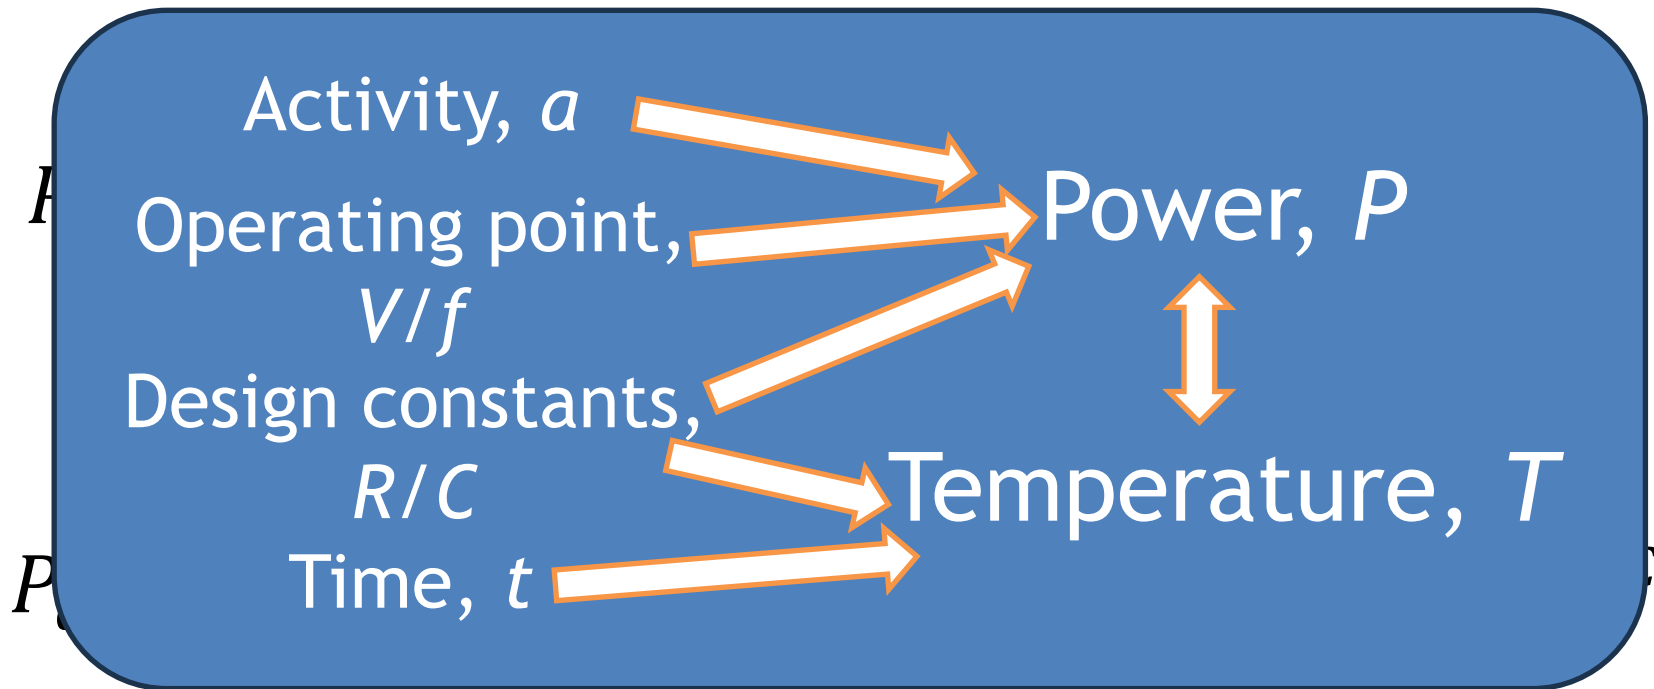 Activity, a
Operating point,
V/f
Design constants,
R/C
Time, t
Power, P
Temperature, T
P